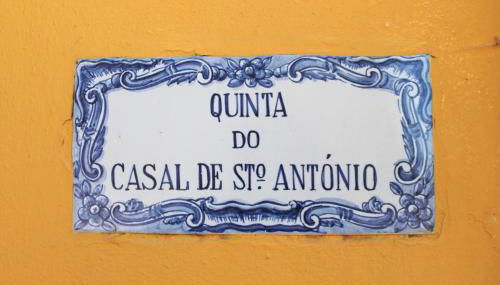 QUINTA
DO
CASAL DE STº ANTÓNIO